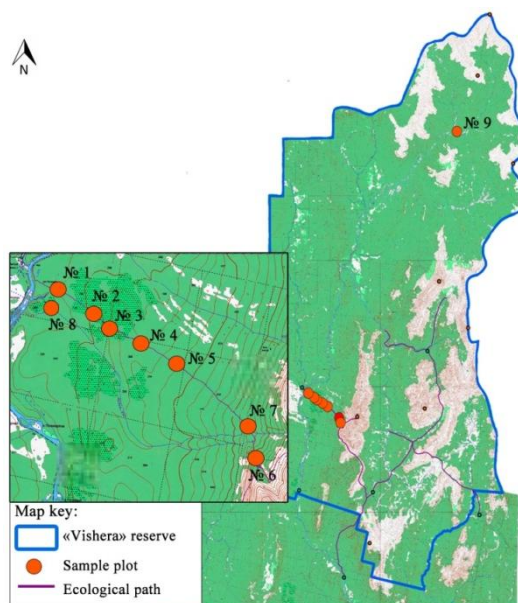 N
№ 9
№ 1
№ 2
№ 3
№ 8
№ 4
№ 5
№ 7
№ 6
Map key:
«Vishera» reserve
Sample plot
Ecological path